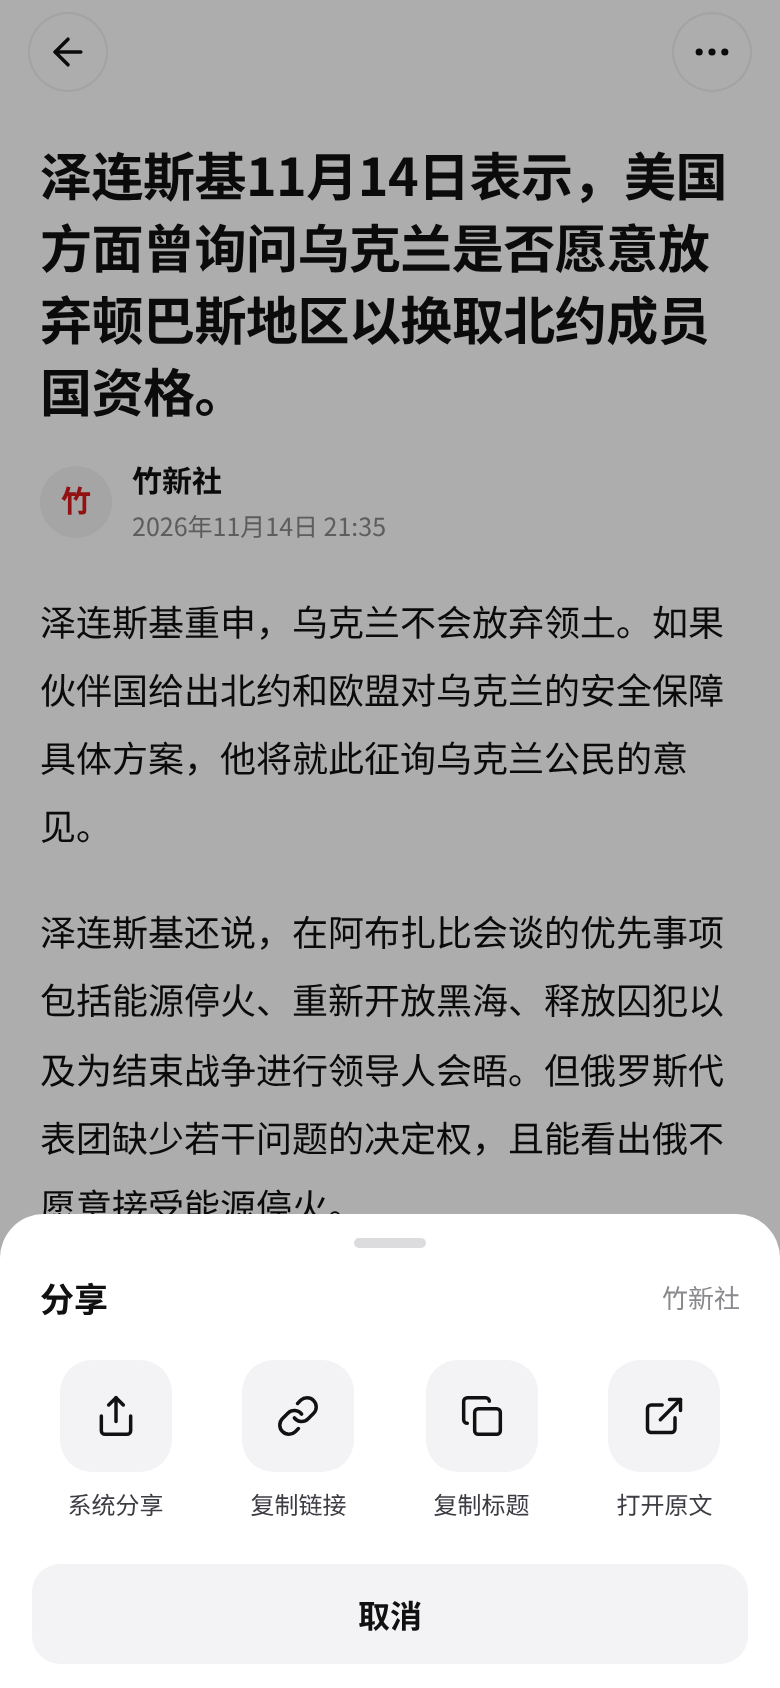 泽连斯基11月14日表示，美国
方面曾询问乌克兰是否愿意放
弃顿巴斯地区以换取北约成员
国资格。
竹
竹新社
2026年11月14日 21:35
泽连斯基重申，乌克兰不会放弃领土。如果
伙伴国给出北约和欧盟对乌克兰的安全保障
具体方案，他将就此征询乌克兰公民的意
见。
泽连斯基还说，在阿布扎比会谈的优先事项
包括能源停火、重新开放黑海、释放囚犯以
及为结束战争进行领导人会晤。但俄罗斯代
表团缺少若干问题的决定权，且能看出俄不
愿意接受能源停火。
分享
竹新社
系统分享
复制链接
复制标题
打开原文
取消